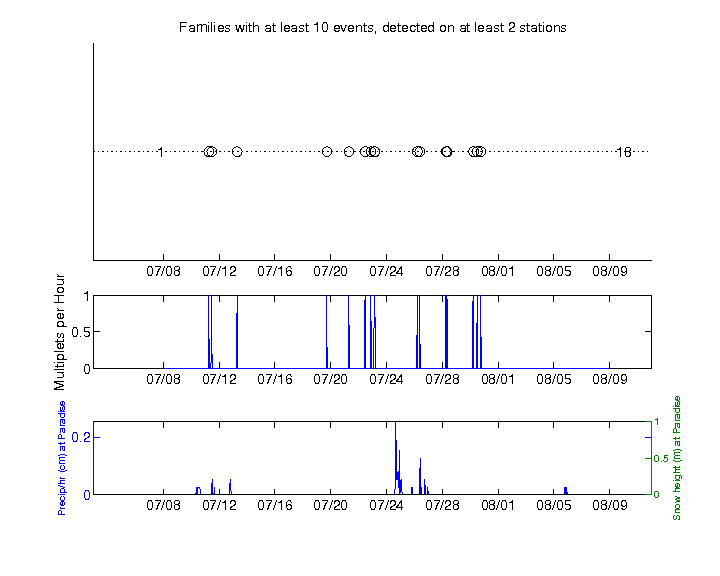 Families with at least 10 events, detected on at least 2 stations
1 16
07/08 07/12 07/16 07/20 07/24 07/28 08/01 08/05 08/09
Multiplets per Hour
1
0.5
0
07/08 07/12 07/16 07/20 07/24 07/28 08/01 08/05 08/09
Precip/hr (cm) at Paradise
0.2
0
Snow height (m) at Paradise
1
0.5
0
07/08 07/12 07/16 07/20 07/24 07/28 08/01 08/05 08/09